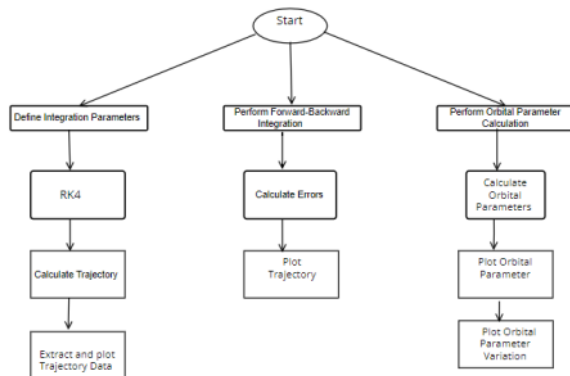 Start
Define Integration Parameters
RK4
Calculate Trajectory
Extract and plot
Trajectory Data
Perform Forward-Backward
Integration
Calculate Errors
Plot
Trajectory
Perform Orbital Parameter
Calculation
Calculate
Orbital
Parameters
Plot Orbital
Parameter
Plot Orbital
Parameter
Variation